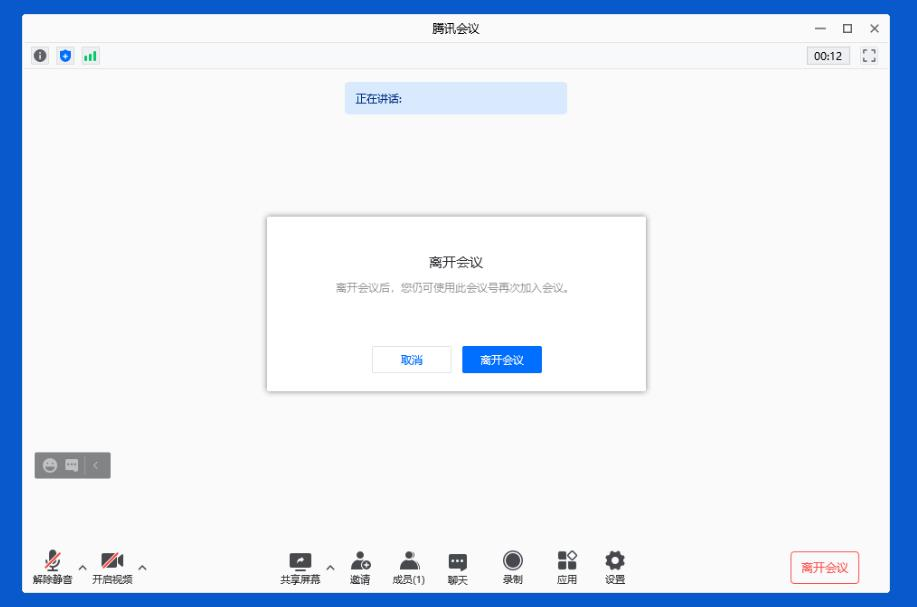 腾讯会议
00:12
正在讲话:
离开会议
离开会议后，您仍可使用此会议号再次加入会议。
取消
离开会议
解除静音
开启视频
共享屏幕
邀请
成员(1)
聊天
录制
应用
设置
离开会议